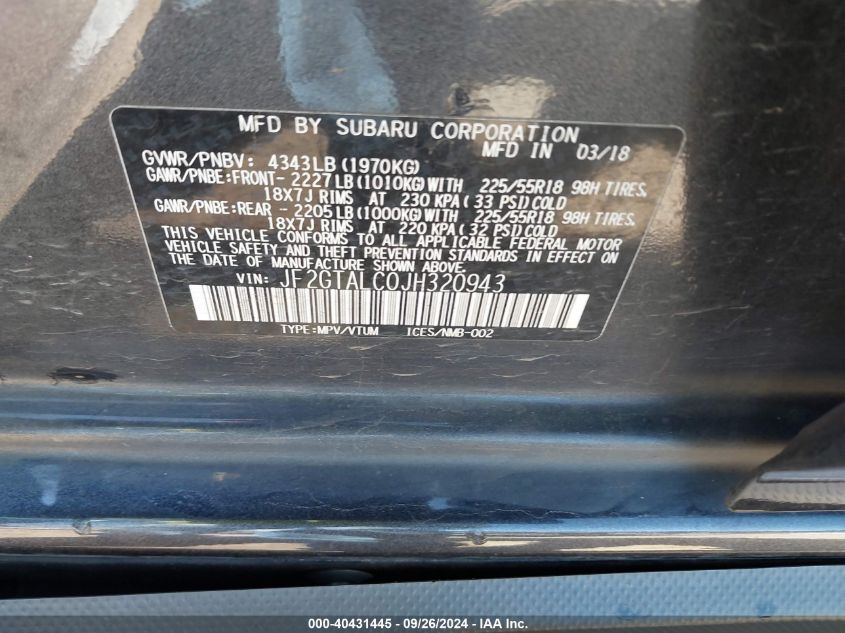 MFD BY SUBARU CORPORATION
MFD IN 03/18
GVWR/PNBV: 4343LB(1970KG)
GAWR/PNBE:FRONT-2227LB(1010KG)WITH 225/55R18 98H TIRES,
18X7J RIMS AT 230 KPA(33 PSI)COLD
GAWR/PNBE:REAR -2205LB(1000KG)WITH 225/55R18 98H TIRES,
18X7J RIMS AT 220 KPA(32 PSI)COLD
THIS VEHICLE CONFORMS TO ALL APPLICABLE FEDERAL MOTOR
VEHICLE SAFETY AND THEFT PREVENTION STANDARDS IN EFFECT ON
THE DATE OF MANUFACTURE SHOWN ABOVE.
VIN: JF2GTALC0JH320943
TYPE:MPV/VTUM ICES/NMB-002
000-40431445 - 09/26/2024 - IAA Inc.